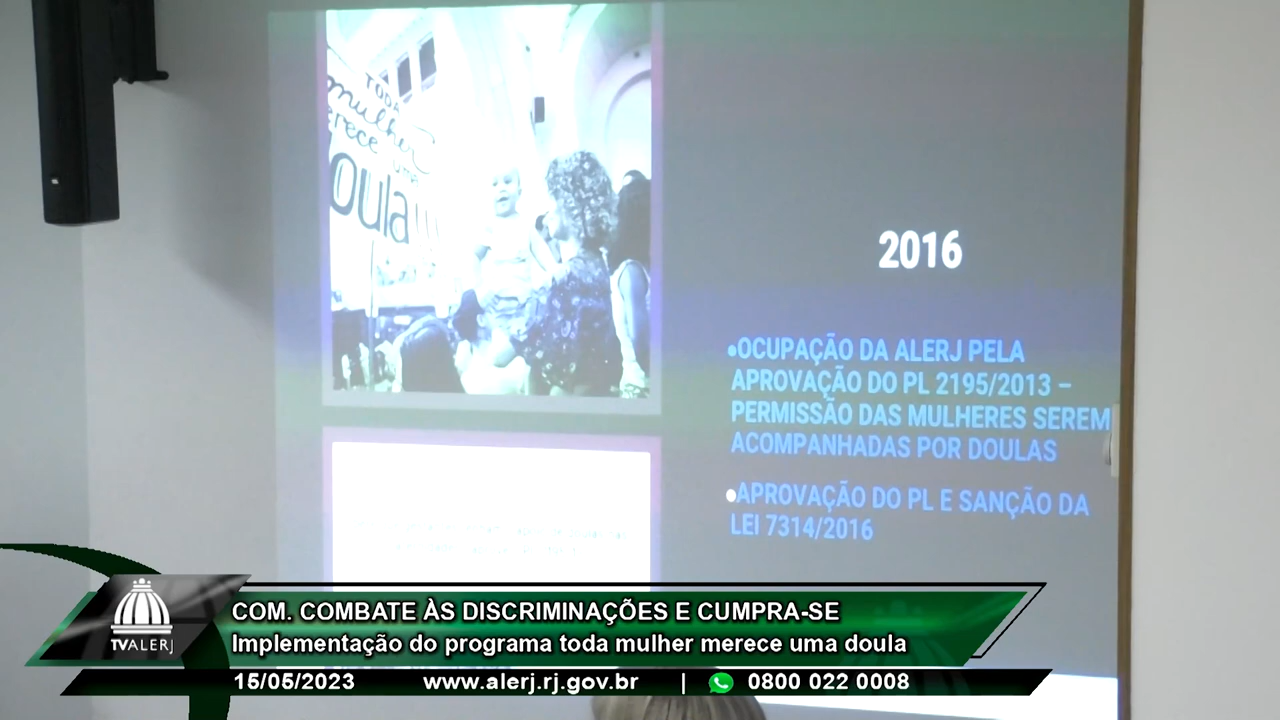 TODA
mulher
erece uma
Doula!!!
2016
•OCUPAÇÃO DA ALERJ PELA
APROVAÇÃO DO PL 2195/2013 –
PERMISSÃO DAS MULHERES SEREM
ACOMPANHADAS POR DOULAS
•APROVAÇÃO DO PL E SANÇÃO DA
LEI 7314/2016
COM. COMBATE ÀS DISCRIMINAÇÕES E CUMPRA-SE
TVALERJ
Implementação do programa toda mulher merece uma doula
15/05/2023 www.alerj.rj.gov.br | 0800 022 0008